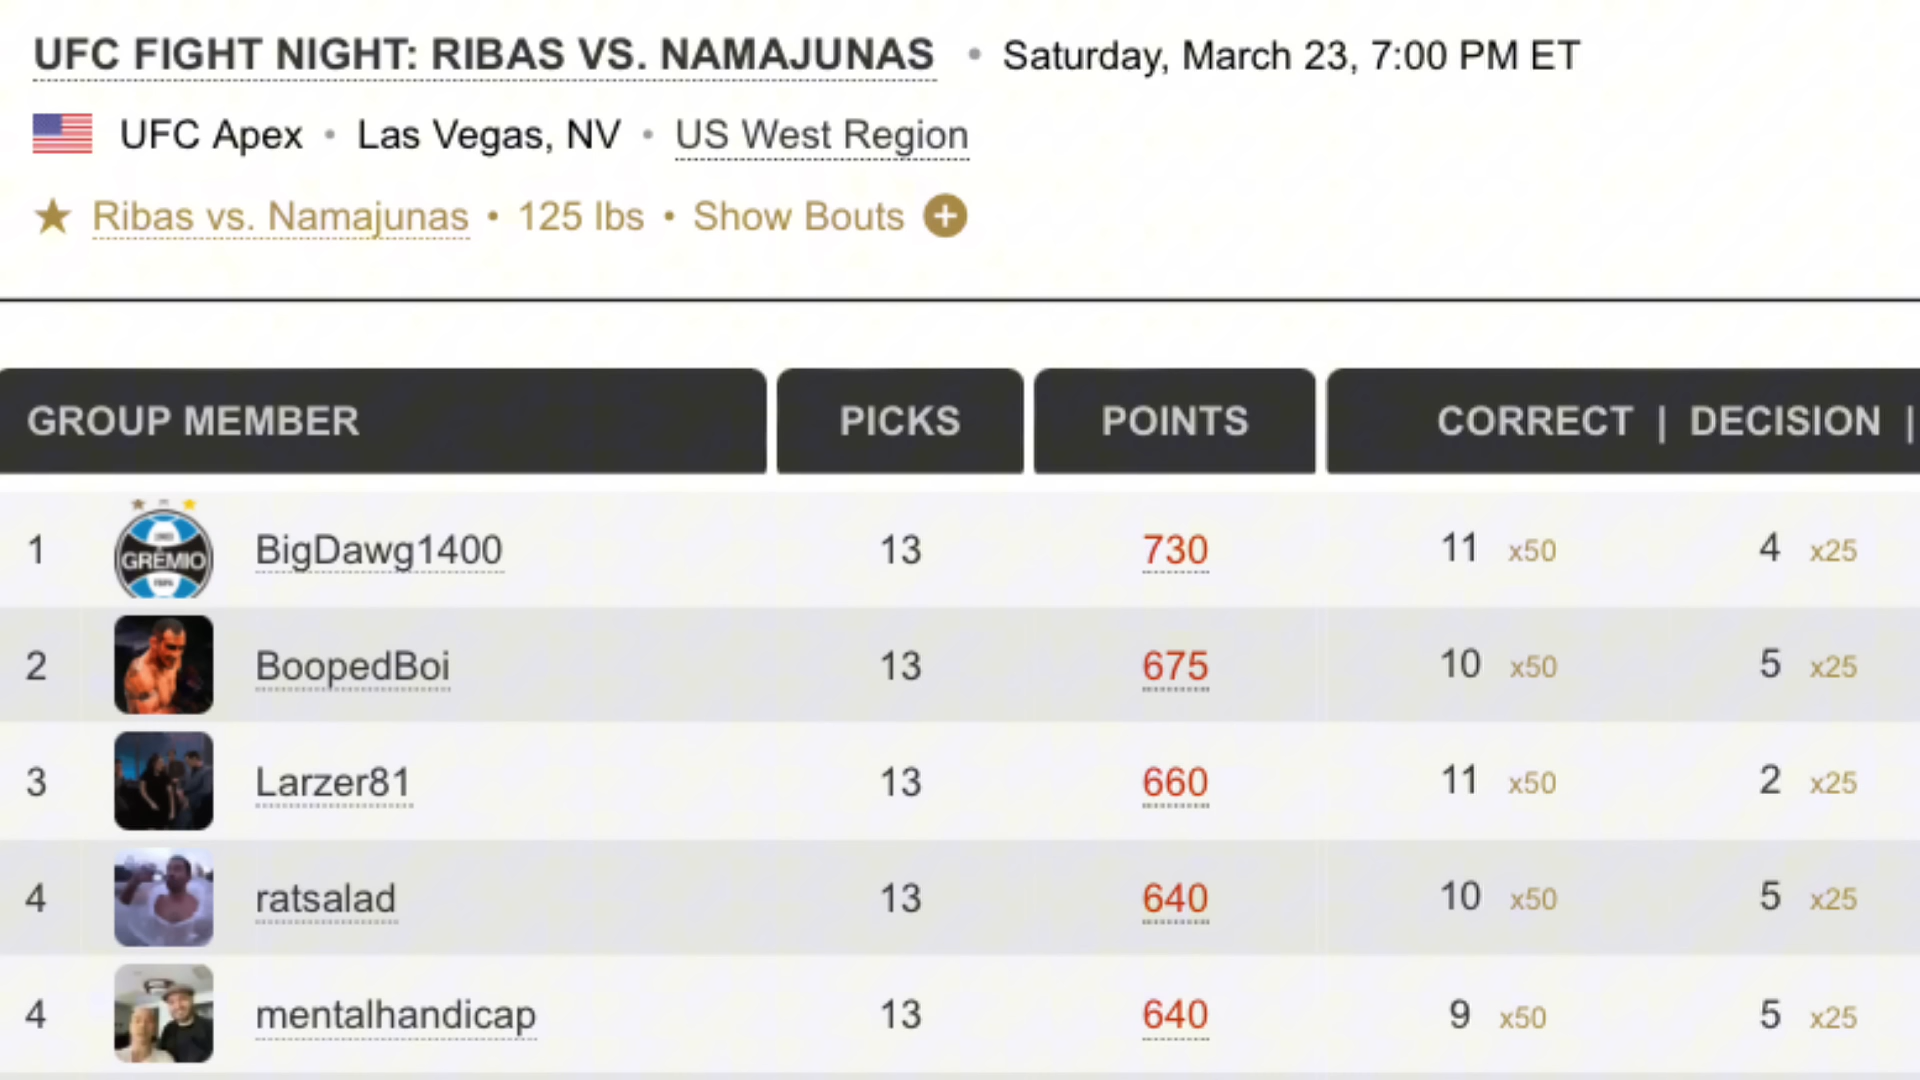 UFC FIGHT NIGHT: RIBAS VS. NAMAJUNAS • Saturday, March 23, 7:00 PM ET
UFC Apex • Las Vegas, NV • US West Region
★ Ribas vs. Namajunas • 125 lbs • Show Bouts +
GROUP MEMBER PICKS POINTS CORRECT | DECISION |
1 GRÊMIO BigDawg1400 13 730 11 x50 4 x25
2 BoopedBoi 13 675 10 x50 5 x25
3 Larzer81 13 660 11 x50 2 x25
4 ratsalad 13 640 10 x50 5 x25
4 mentalhandicap 13 640 9 x50 5 x25